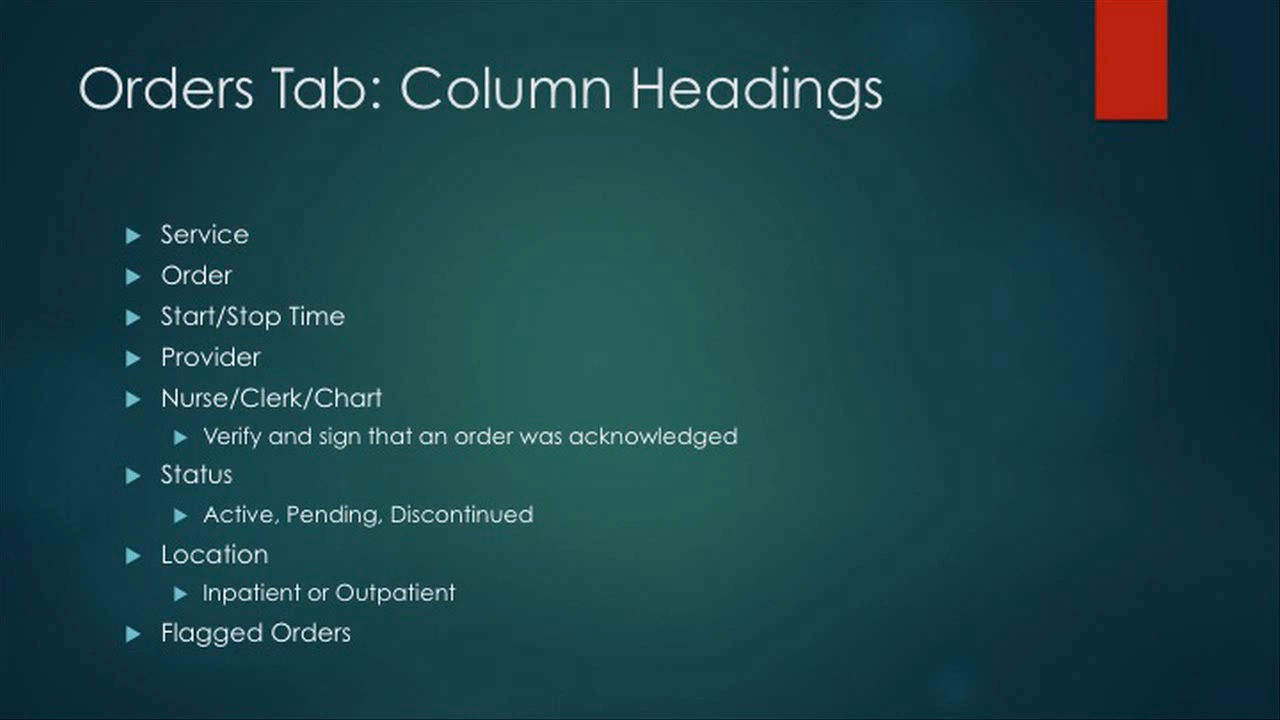 Orders Tab: Column Headings
Service
Order
Start/Stop Time
Provider
Nurse/Clerk/Chart
Verify and sign that an order was acknowledged
Status
Active, Pending, Discontinued
Location
Inpatient or Outpatient
Flagged Orders